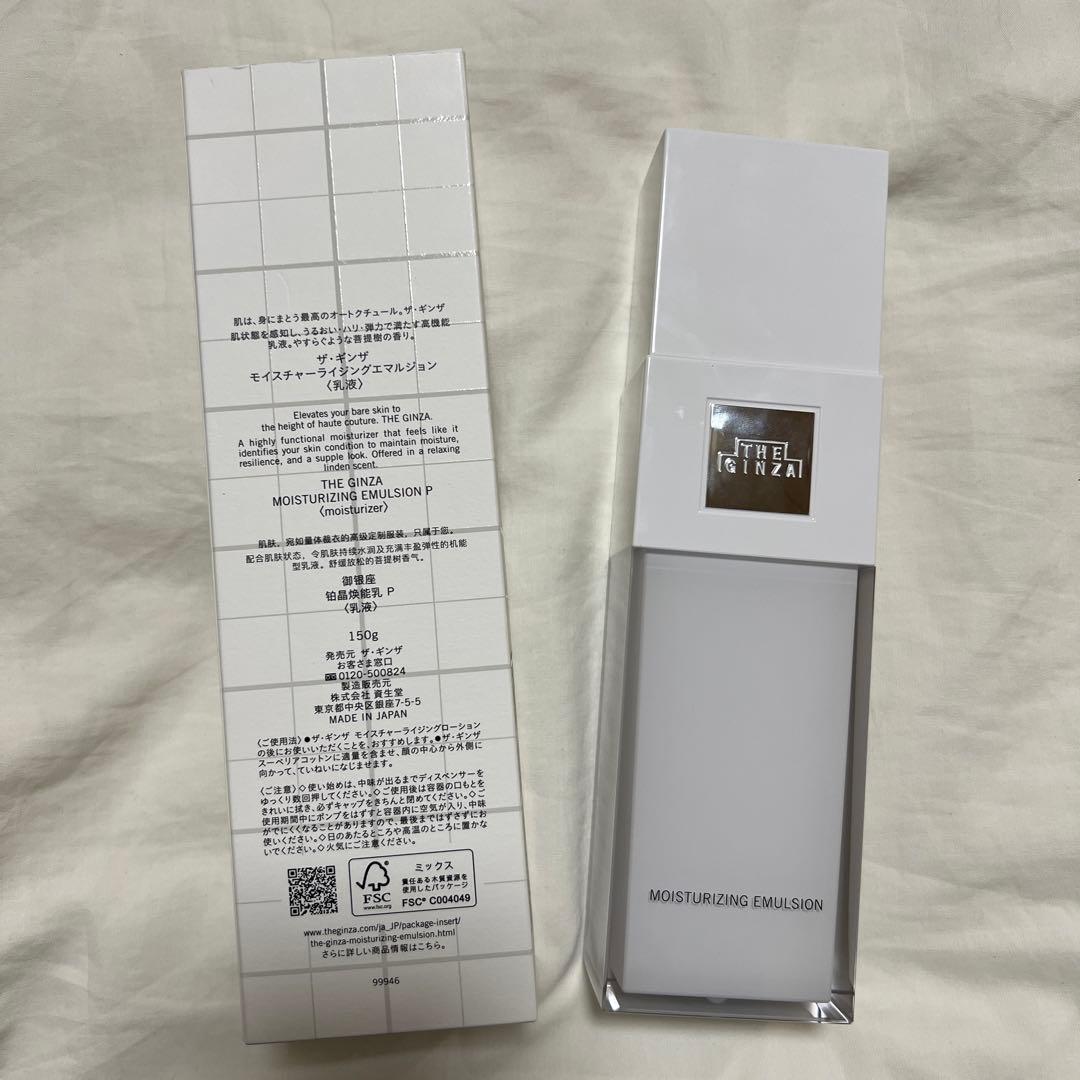 肌は、身にまとう最高のオートクチュール。ザ・ギンザ
肌状態を感知し、うるおい・ハリ・弾力で満たす高機能
乳液。やすらぐような菩提樹の香り。
ザ・ギンザ
モイスチャーライジングエマルジョン
〈乳液〉
Elevates your bare skin to
the height of haute couture. THE GINZA.
A highly functional moisturizer that feels like it
identifies your skin condition to maintain moisture,
resilience, and a supple look. Offered in a relaxing
linden scent.
THE GINZA
MOISTURIZING EMULSION P
〈moisturizer〉
肌肤，宛如量体裁衣的高级定制服装，只属于您。
配合肌肤状态，令肌肤持续水润及充满丰盈弹性的机能
型乳液。舒缓放松的菩提树香气。
御银座
铂晶焕能乳 P
〈乳液〉
150g
発売元 ザ・ギンザ
お客さま窓口
0120-500824
製造販売元
株式会社 資生堂
東京都中央区銀座7-5-5
MADE IN JAPAN
〈ご使用法〉●ザ・ギンザ モイスチャーライジングローション
の後にお使いいただくことを、おすすめします。●ザ・ギンザ
スーペリアコットンに適量を含ませ、顔の中心から外側に
向かって、ていねいになじませます。
〈ご注意〉◇使い始めは、中味が出るまでディスペンサーを
ゆっくり数回押してください。◇ご使用後は容器の口もとを
きれいに拭き、必ずキャップをきちんと閉めてください。◇ご
使用期間中にポンプをはずすと容器内に空気が入り、中味
がでにくくなることがありますので、最後まではずさずにお
使いください。◇日のあたるところや高温のところに置かな
いでください。◇火気にご注意ください。
FSC
www.fsc.org
ミックス
責任ある木質資源を
使用したパッケージ
FSC® C004049
www.theginza.com/ja_JP/package-insert/
the-ginza-moisturizing-emulsion.html
さらに詳しい商品情報はこちら。
99946
THE
GINZA
MOISTURIZING EMULSION